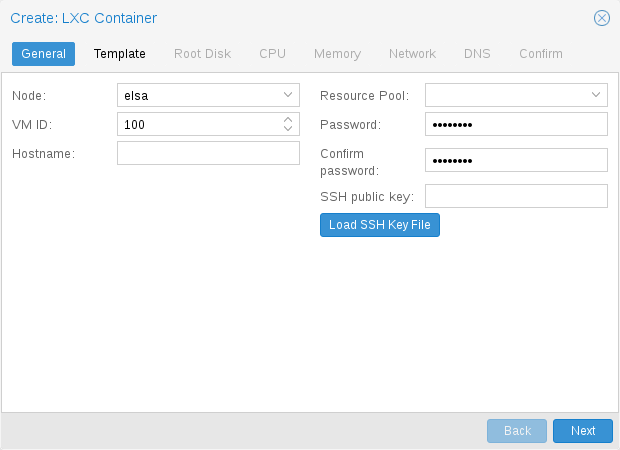 Create: LXC Container
General Template Root Disk CPU Memory Network DNS Confirm
Node: elsa
VM ID: 100
Hostname:
Resource Pool:
Password: ••••••••
Confirm
password: ••••••••
SSH public key:
Load SSH Key File
Back Next